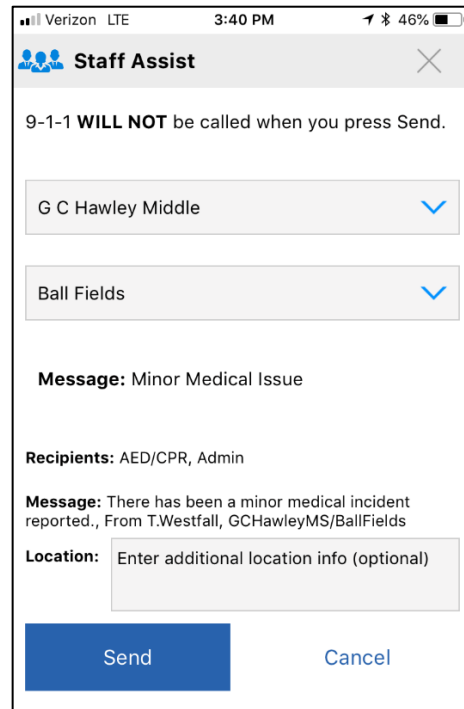 Verizon LTE 3:40 PM 46%
Staff Assist
9-1-1 WILL NOT be called when you press Send.
G C Hawley Middle
Ball Fields
Message: Minor Medical Issue
Recipients: AED/CPR, Admin
Message: There has been a minor medical incident
reported., From T.Westfall, GCHawleyMS/BallFields
Location: Enter additional location info (optional)
Send Cancel